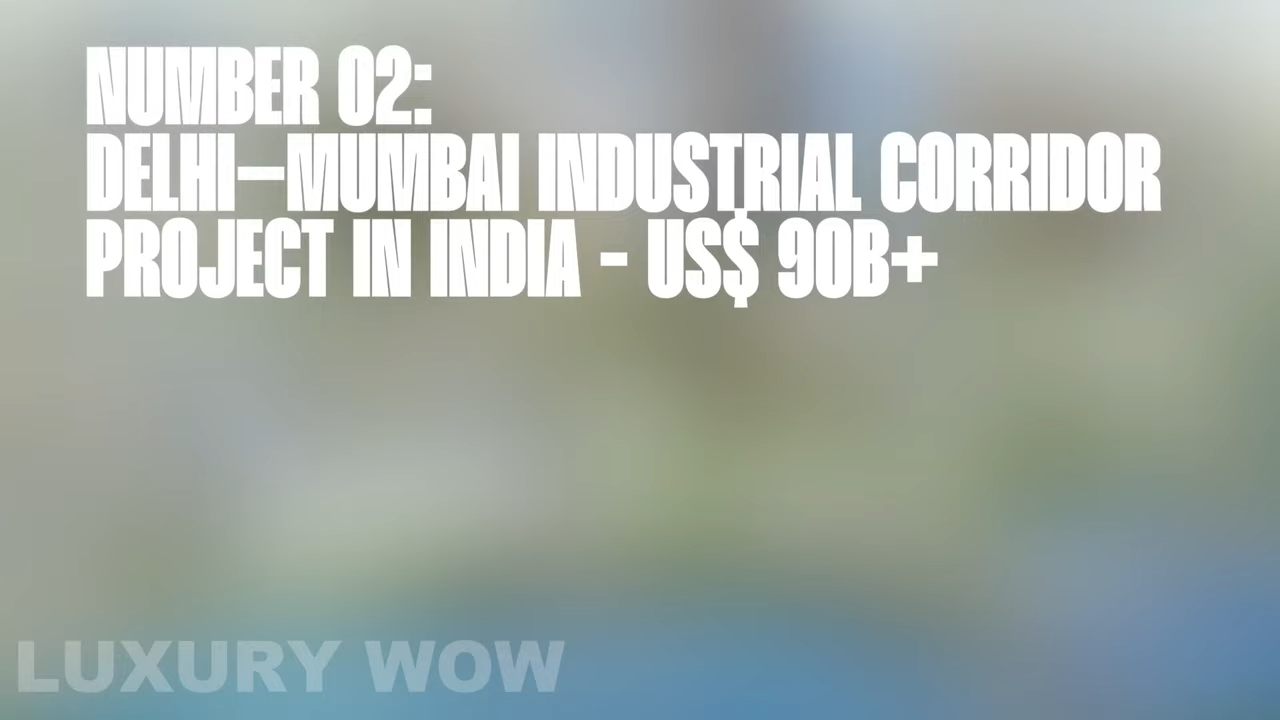 NUMBER 02:
DELHI–MUMBAI INDUSTRIAL CORRIDOR
PROJECT IN INDIA - US$ 90B+
LUXURY WOW